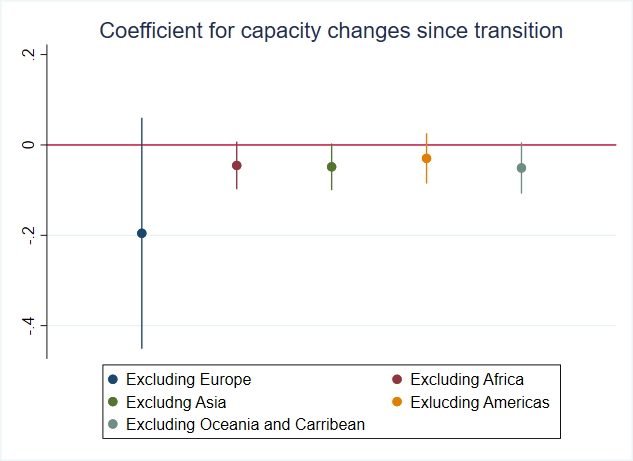 Coefficient for capacity changes since transition
.2
0
-.2
-.4
Excluding Europe
Excluding Africa
Excludng Asia
Exlucding Americas
Excluding Oceania and Carribean